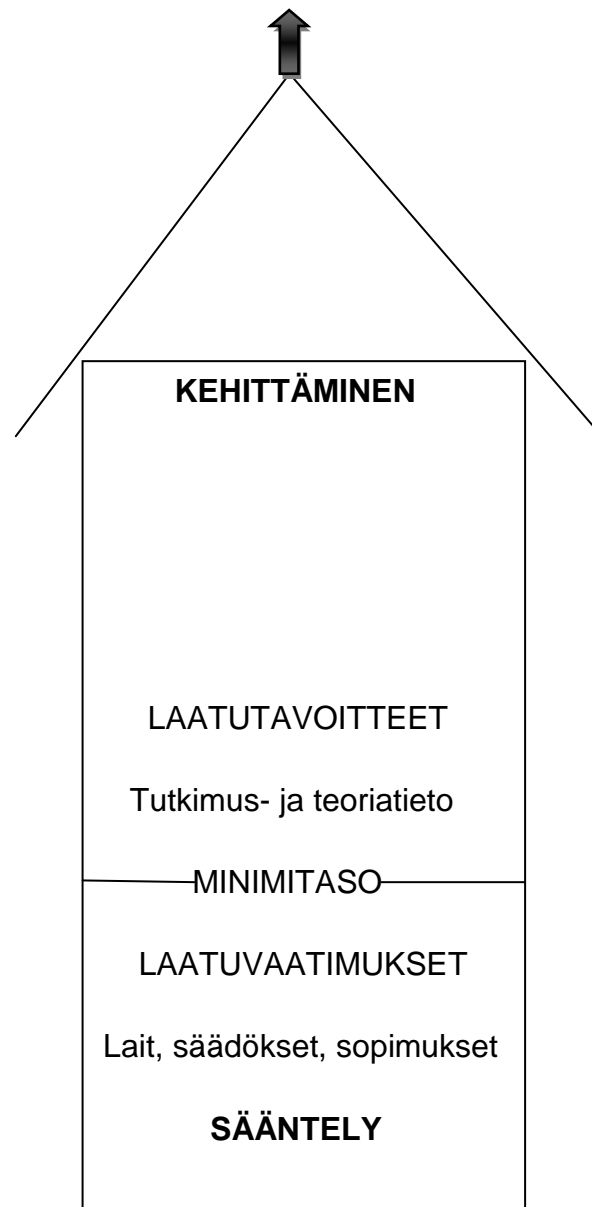 KEHITTÄMINEN
LAATUTAVOITTEET
Tutkimus- ja teoriatieto
MINIMITASO
LAATUVAATIMUKSET
Lait, säädökset, sopimukset
SÄÄNTELY